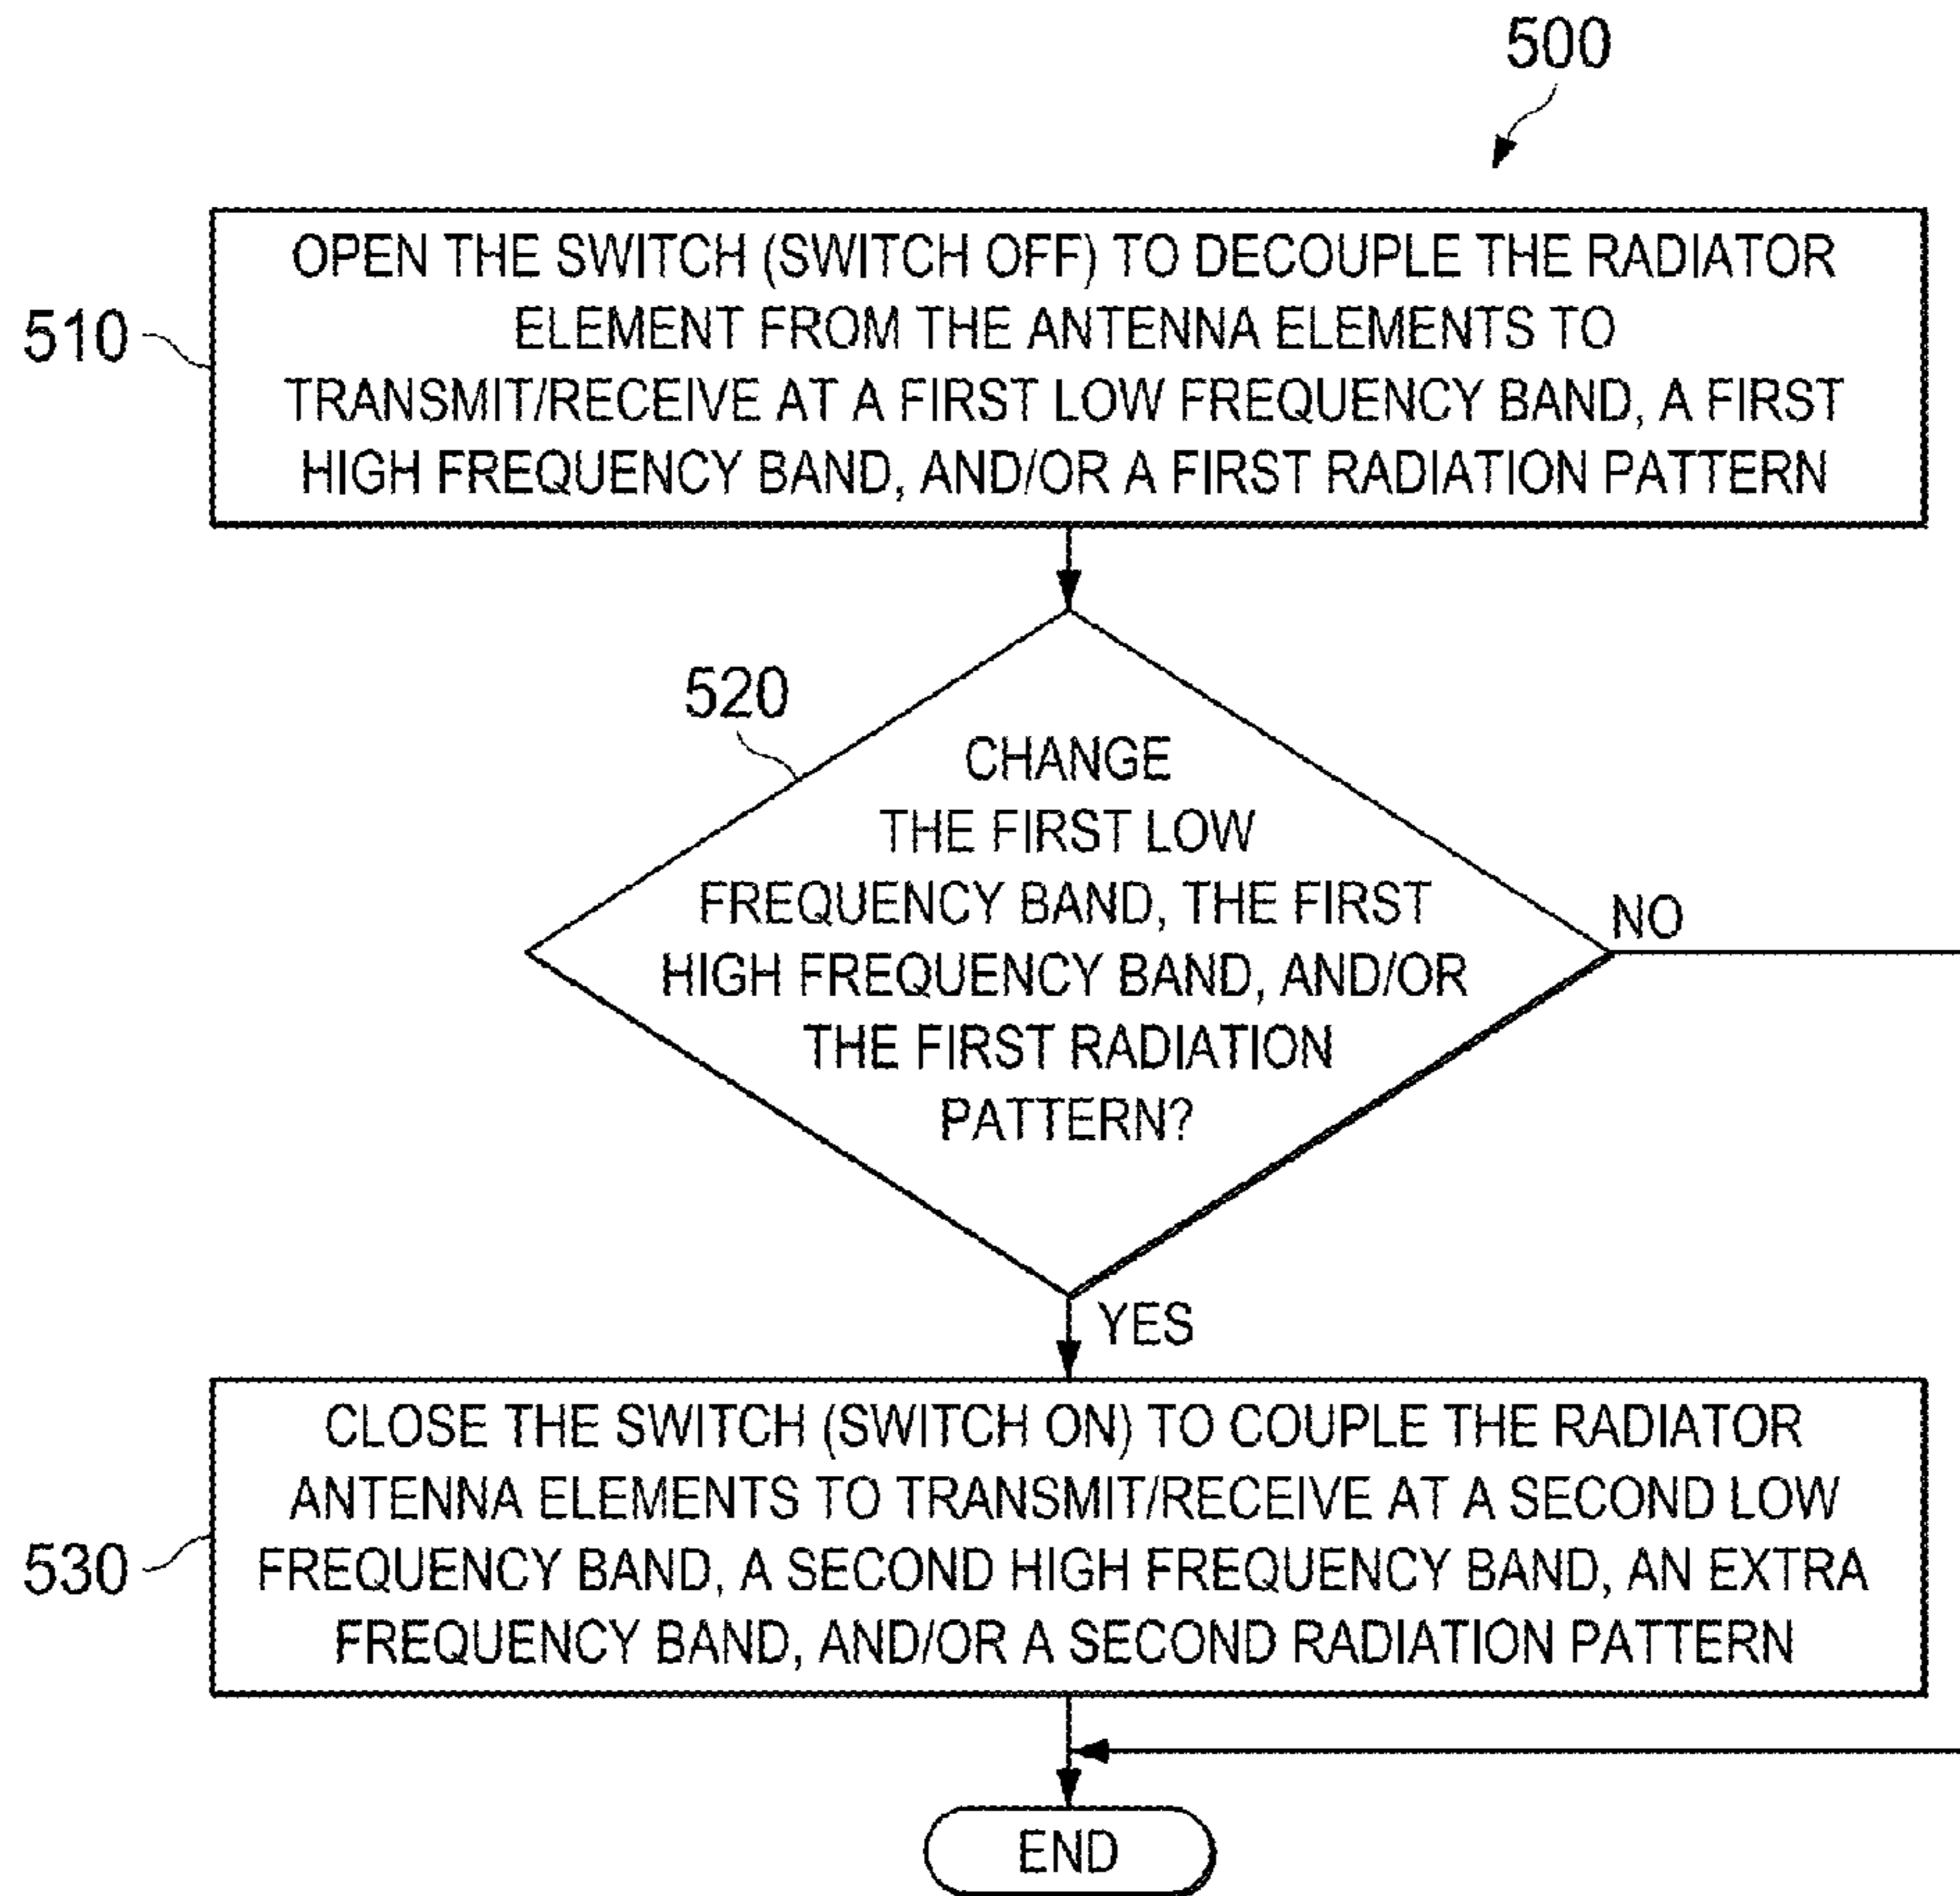 500
510
OPEN THE SWITCH (SWITCH OFF) TO DECOUPLE THE RADIATOR
ELEMENT FROM THE ANTENNA ELEMENTS TO
TRANSMIT/RECEIVE AT A FIRST LOW FREQUENCY BAND, A FIRST
HIGH FREQUENCY BAND, AND/OR A FIRST RADIATION PATTERN
520
CHANGE
THE FIRST LOW
FREQUENCY BAND, THE FIRST
HIGH FREQUENCY BAND, AND/OR
THE FIRST RADIATION
PATTERN?
NO
YES
530
CLOSE THE SWITCH (SWITCH ON) TO COUPLE THE RADIATOR
ANTENNA ELEMENTS TO TRANSMIT/RECEIVE AT A SECOND LOW
FREQUENCY BAND, A SECOND HIGH FREQUENCY BAND, AN EXTRA
FREQUENCY BAND, AND/OR A SECOND RADIATION PATTERN
END